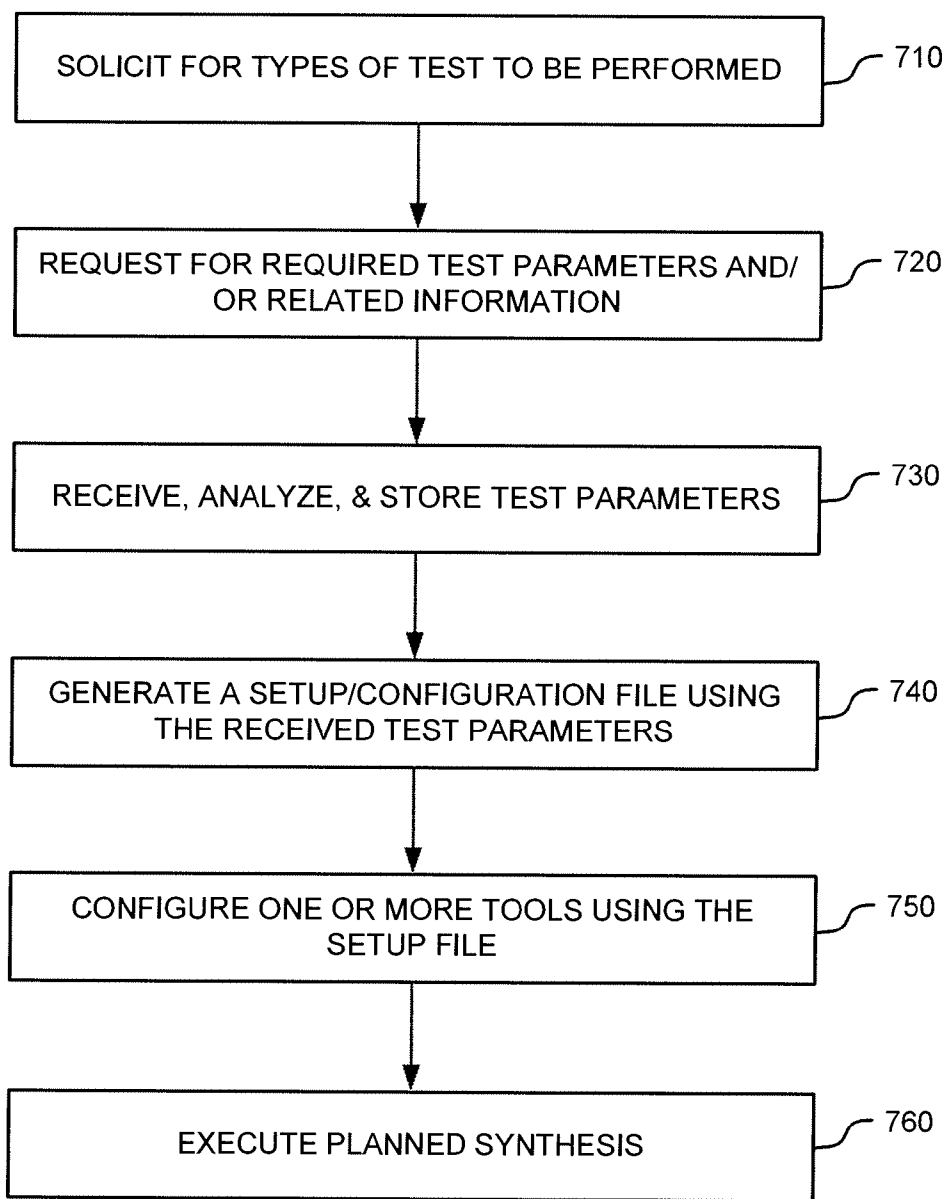 SOLICIT FOR TYPES OF TEST TO BE PERFORMED
710
REQUEST FOR REQUIRED TEST PARAMETERS AND/
OR RELATED INFORMATION
720
RECEIVE, ANALYZE, & STORE TEST PARAMETERS
730
GENERATE A SETUP/CONFIGURATION FILE USING
THE RECEIVED TEST PARAMETERS
740
CONFIGURE ONE OR MORE TOOLS USING THE
SETUP FILE
750
EXECUTE PLANNED SYNTHESIS
760